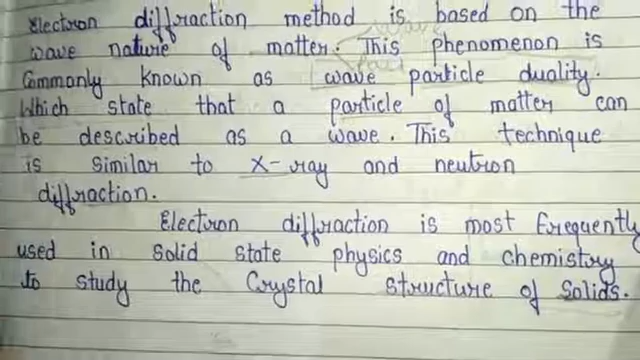 Electron diffraction method is based on the
wave nature of matter. This phenomenon is
Commonly known as wave particle duality.
Which state that a particle of matter can
be described as a wave. This technique
is similar to X-ray and neutron
diffraction.
Electron diffraction is most frequently
used in solid state physics and chemistry
to study the Crystal structure of Solids.